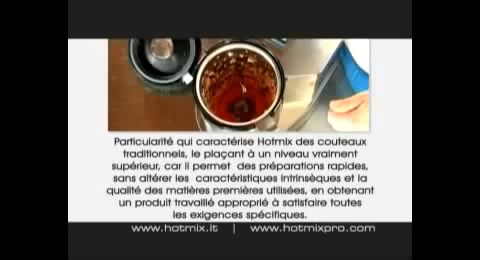 Particularité qui caractérise Hotmix des couteaux
traditionnels, le plaçant à un niveau vraiment
supérieur, car il permet des préparations rapides,
sans altérer les caractéristiques intrinsèques et la
qualité des matières premières utilisées, en obtenant
un produit travaillé approprié à satisfaire toutes
les exigences spécifiques.
www.hotmix.it | www.hotmixpro.com